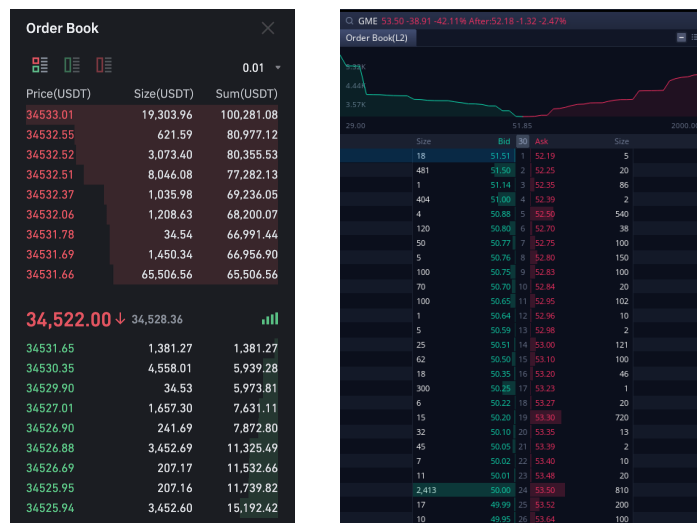 Order Book
0.01
Price(USDT) Size(USDT) Sum(USDT)
34533.01 19,303.96 100,281.08
34532.55 621.59 80,977.12
34532.52 3,073.40 80,355.53
34532.51 8,046.08 77,282.13
34532.37 1,035.98 69,236.05
34532.06 1,208.63 68,200.07
34531.78 34.54 66,991.44
34531.69 1,450.34 66,956.90
34531.66 65,506.56 65,506.56
34,522.00 34,528.36
34531.65 1,381.27 1,381.27
34530.35 4,558.01 5,939.28
34529.90 34.53 5,973.81
34527.01 1,657.30 7,631.11
34526.90 241.69 7,872.80
34526.88 3,452.69 11,325.49
34526.69 207.17 11,532.66
34525.95 207.16 11,739.82
34525.94 3,452.60 15,192.42
GME 53.50 -38.91 -42.11% After:52.18 -1.32 -2.47%
Order Book(L2)
5.32K
4.44K
3.57K
29.00 51.85 2000.00
Size Bid 30 Ask Size
18 51.51 1 52.19 5
481 51.50 2 52.25 20
1 51.14 3 52.35 86
404 51.00 4 52.39 2
4 50.88 5 52.50 540
120 50.80 6 52.70 38
50 50.77 7 52.75 100
5 50.76 8 52.80 150
100 50.75 9 52.83 100
70 50.70 10 52.84 20
100 50.65 11 52.95 102
1 50.64 12 52.96 10
5 50.59 13 52.98 2
25 50.51 14 53.00 121
62 50.50 15 53.10 100
18 50.35 16 53.20 46
300 50.25 17 53.23 1
6 50.22 18 53.27 20
15 50.20 19 53.30 720
32 50.10 20 53.35 13
45 50.05 21 53.39 2
7 50.02 22 53.40 10
11 50.01 23 53.48 20
2,413 50.00 24 53.50 810
17 49.99 25 53.52 200
10 49.95 26 53.64 100